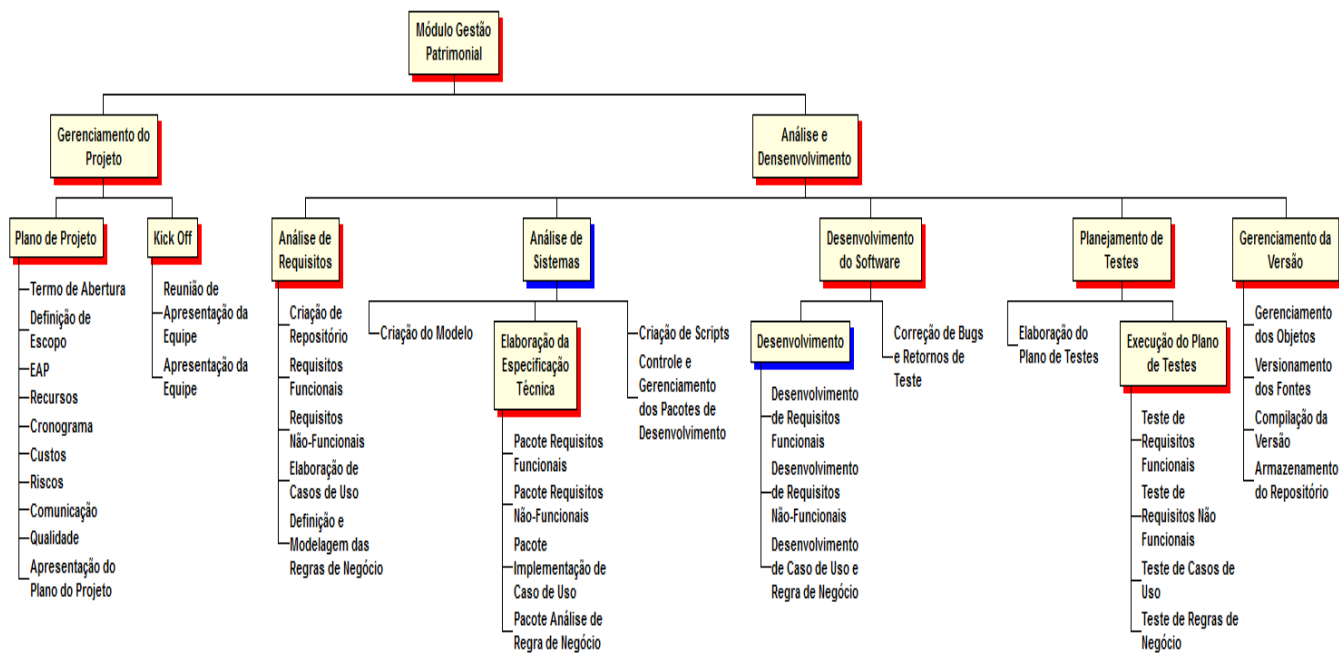 Módulo Gestão
Patrimonial
Gerenciamento do
Projeto
Análise e
Densenvolvimento
Plano de Projeto
Kick Off
Análise de
Requisitos
Análise de
Sistemas
Desenvolvimento
do Software
Planejamento de
Testes
Gerenciamento da
Versão
Termo de Abertura
Definição de
Escopo
EAP
Recursos
Cronograma
Custos
Riscos
Comunicação
Qualidade
Apresentação do
Plano do Projeto
Reunião de
Apresentação da
Equipe
Apresentação da
Equipe
Criação de
Repositório
Requisitos
Funcionais
Requisitos
Não-Funcionais
Elaboração de
Casos de Uso
Definição e
Modelagem das
Regras de Negócio
Criação do Modelo
Elaboração da
Especificação
Técnica
Pacote Requisitos
Funcionais
Pacote Requisitos
Não-Funcionais
Pacote
Implementação de
Caso de Uso
Pacote Análise de
Regra de Negócio
Criação de Scripts
Controle e
Gerenciamento
dos Pacotes de
Desenvolvimento
Desenvolvimento
Desenvolvimento
de Requisitos
Funcionais
Desenvolvimento
de Requisitos
Não-Funcionais
Desenvolvimento
de Caso de Uso e
Regra de Negócio
Correção de Bugs
e Retornos de
Teste
Elaboração do
Plano de Testes
Execução do Plano
de Testes
Teste de
Requisitos
Funcionais
Teste de
Requisitos Não
Funcionais
Teste de Casos de
Uso
Teste de Regras de
Negócio
Gerenciamento
dos Objetos
Versionamento
dos Fontes
Compilação da
Versão
Armazenamento
do Repositório